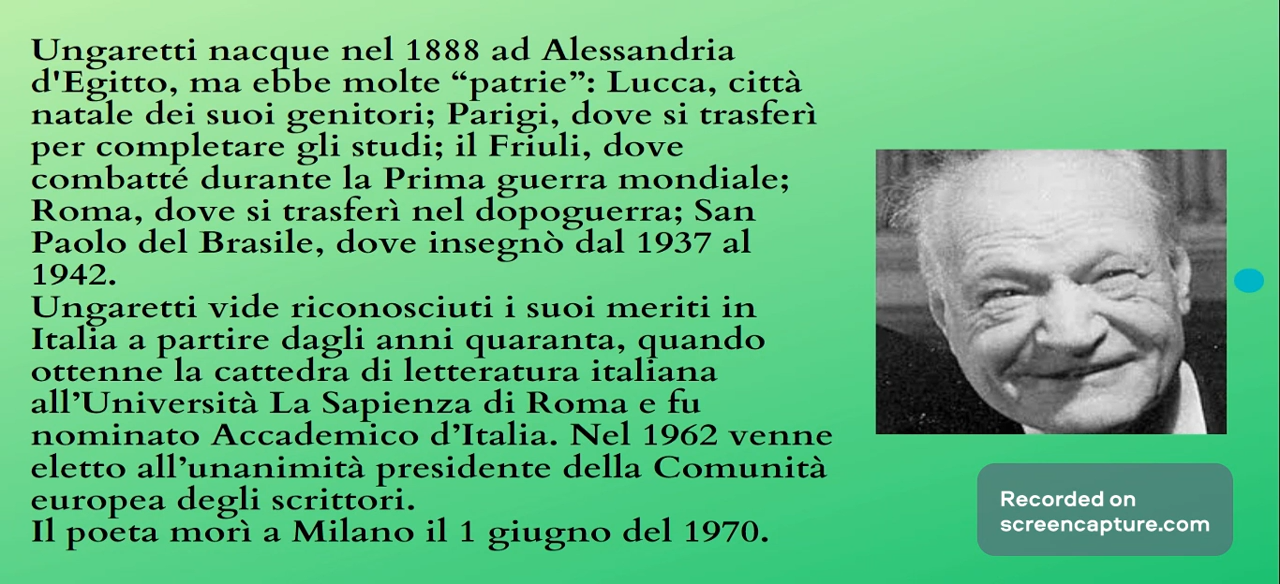 Ungaretti nacque nel 1888 ad Alessandria
d'Egitto, ma ebbe molte “patrie”: Lucca, città
natale dei suoi genitori; Parigi, dove si trasferì
per completare gli studi; il Friuli, dove
combatté durante la Prima guerra mondiale;
Roma, dove si trasferì nel dopoguerra; San
Paolo del Brasile, dove insegnò dal 1937 al
1942.
Ungaretti vide riconosciuti i suoi meriti in
Italia a partire dagli anni quaranta, quando
ottenne la cattedra di letteratura italiana
all’Università La Sapienza di Roma e fu
nominato Accademico d’Italia. Nel 1962 venne
eletto all’unanimità presidente della Comunità
europea degli scrittori.
Il poeta morì a Milano il 1 giugno del 1970.
Recorded on
screencapture.com